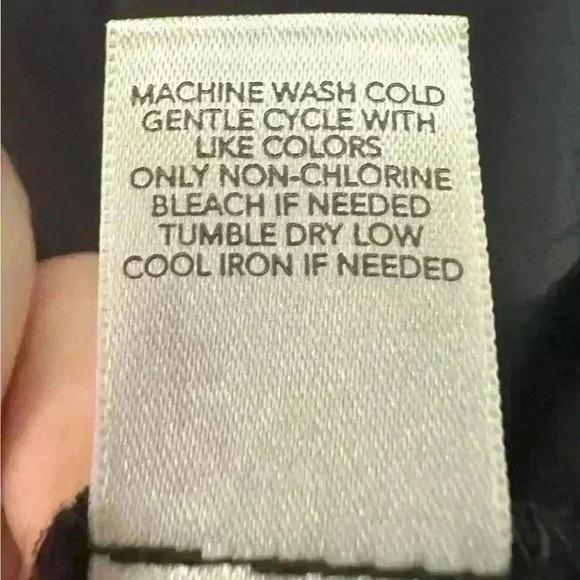 MACHINE WASH COLD
GENTLE CYCLE WITH
LIKE COLORS
ONLY NON-CHLORINE
BLEACH IF NEEDED
TUMBLE DRY LOW
COOL IRON IF NEEDED